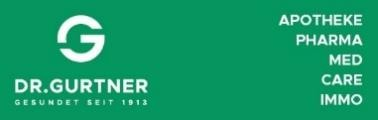 DR.GURTNER
GESUNDET SEIT 1913
APOTHEKE
PHARMA
MED
CARE
IMMO